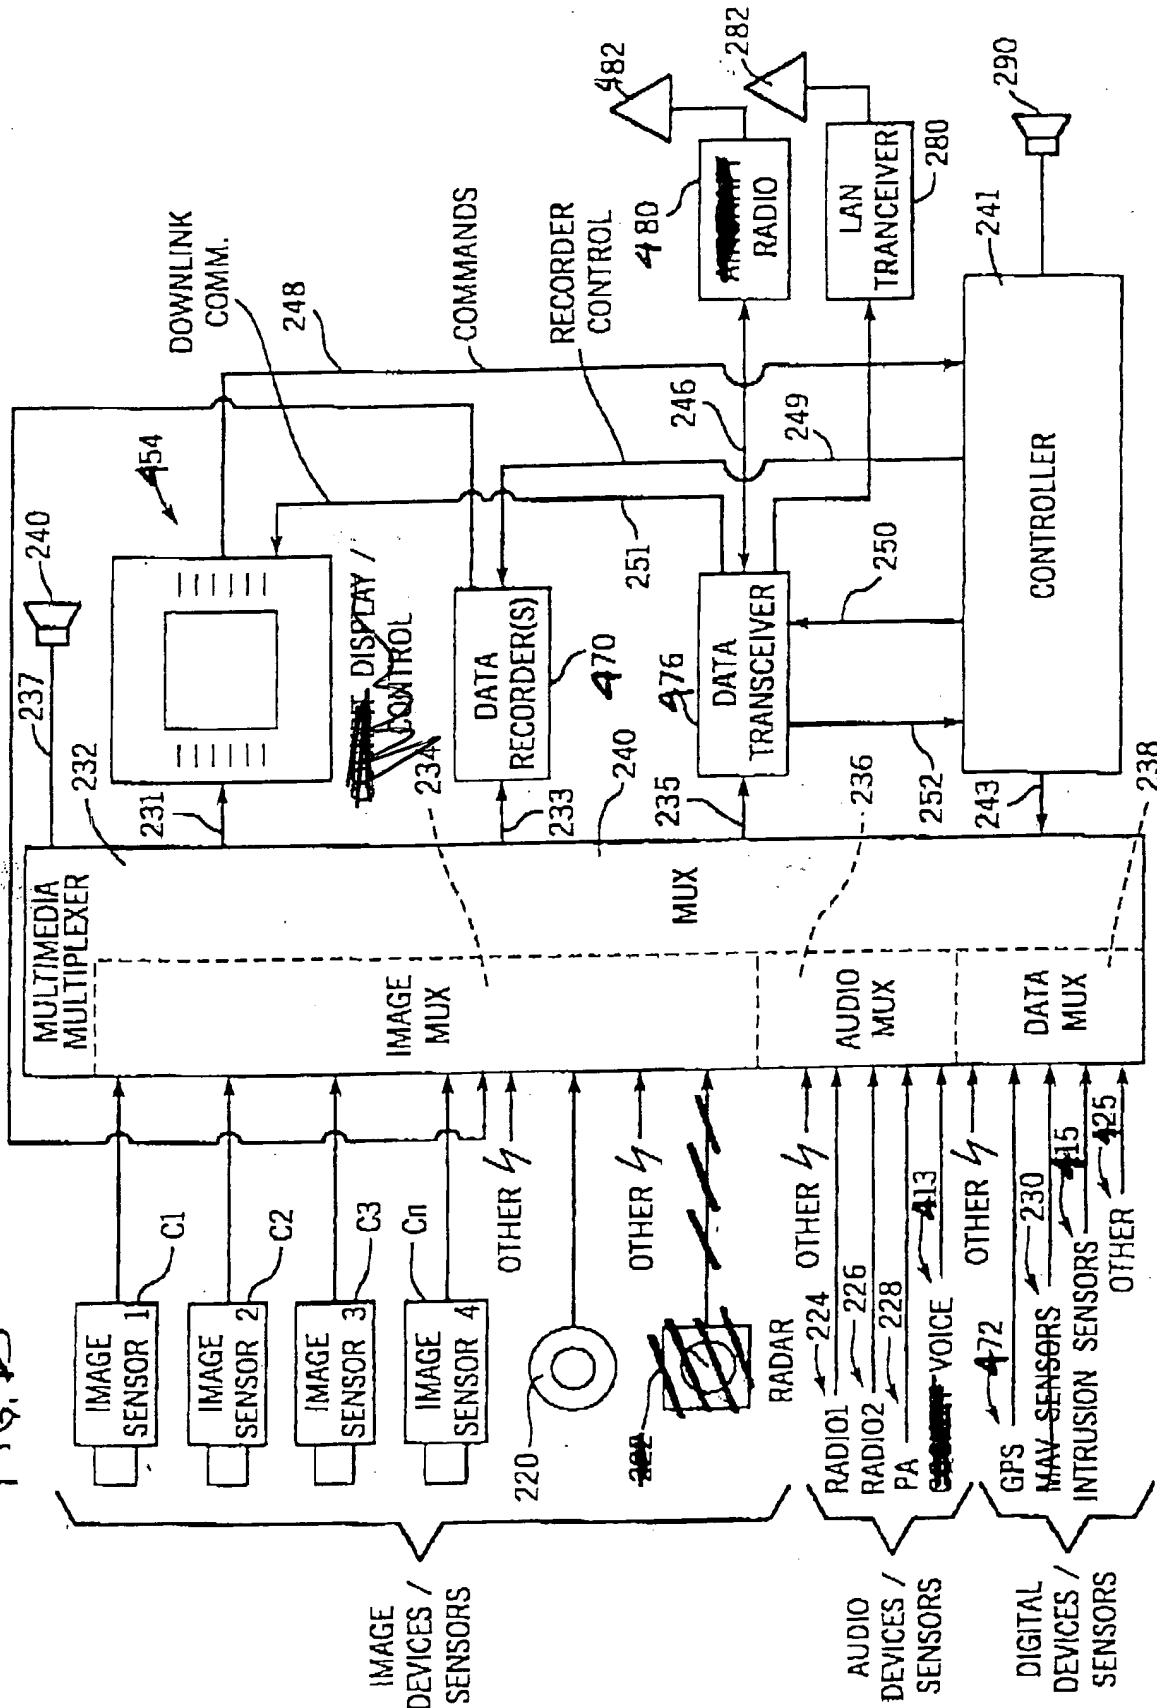 IMAGE
SENSOR 1
C1
IMAGE
SENSOR 2
C2
IMAGE
SENSOR 3
C3
IMAGE
SENSOR 4
Cn
OTHER
220
OTHER
222
RADAR
IMAGE
DEVICES /
SENSORS
OTHER
RADIO1
224
RADIO2
226
PA
228
VOICE
413
AUDIO
DEVICES /
SENSORS
OTHER
GPS
472
MAV SENSORS
230
INTRUSION SENSORS
415
OTHER
425
DIGITAL
DEVICES /
SENSORS
MULTIMEDIA
MULTIPLEXER
IMAGE
MUX
AUDIO
MUX
DATA
MUX
MUX
232
234
240
236
238
237
240
231
454
DISPLAY /
CONTROL
233
DATA
RECORDER(S)
470
235
DATA
TRANSCEIVER
476
251
252
250
243
CONTROLLER
241
290
DOWNLINK
COMM.
248
COMMANDS
RECORDER
CONTROL
246
249
RADIO
480
482
LAN
TRANCEIVER
280
282